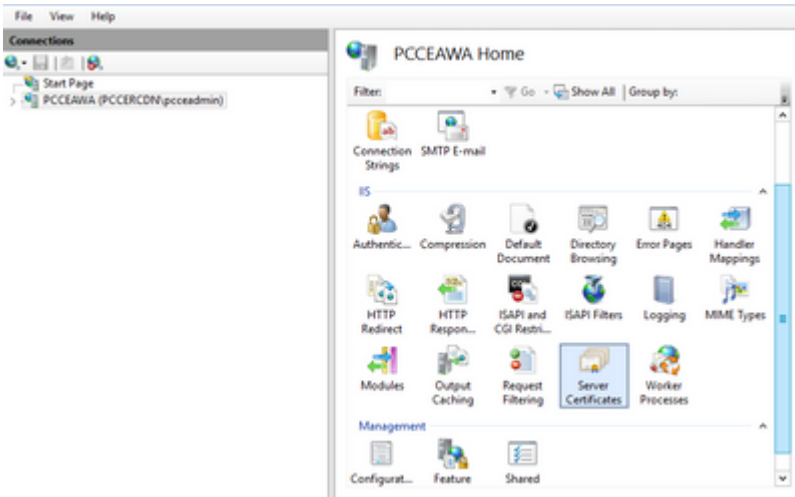 File View Help
Connections
PCCEAWA Home
Start Page
PCCEAWA (PCCERCDN\pcceadmin)
Filter: Go Show All Group by:
Connection Strings
SMTP E-mail
IIS
Authentic... Compression Default Document Directory Browsing Error Pages Handler Mappings
HTTP Redirect HTTP Respon... ISAPI and CGI Restri... ISAPI Filters Logging MIME Types
Modules Output Caching Request Filtering Server Certificates Worker Processes
Management
Configurat... Feature Shared